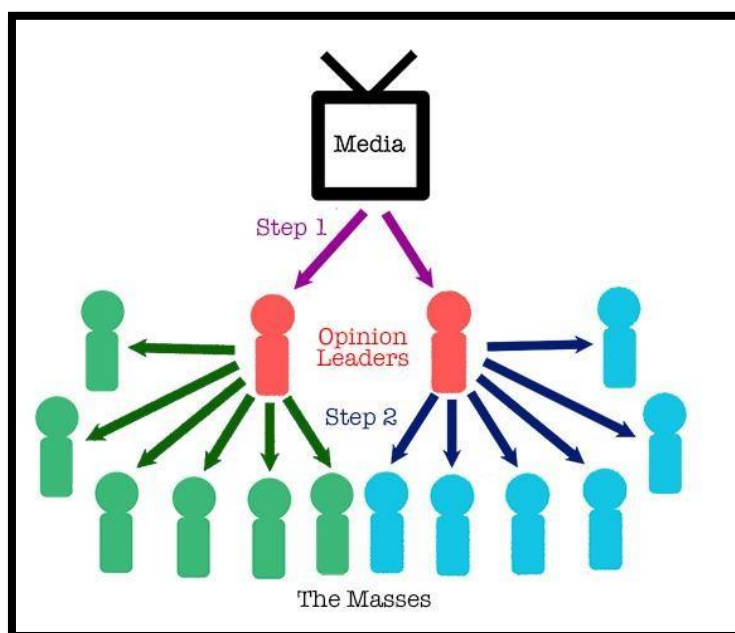 Media
Step 1
Opinion
Leaders
Step 2
The Masses